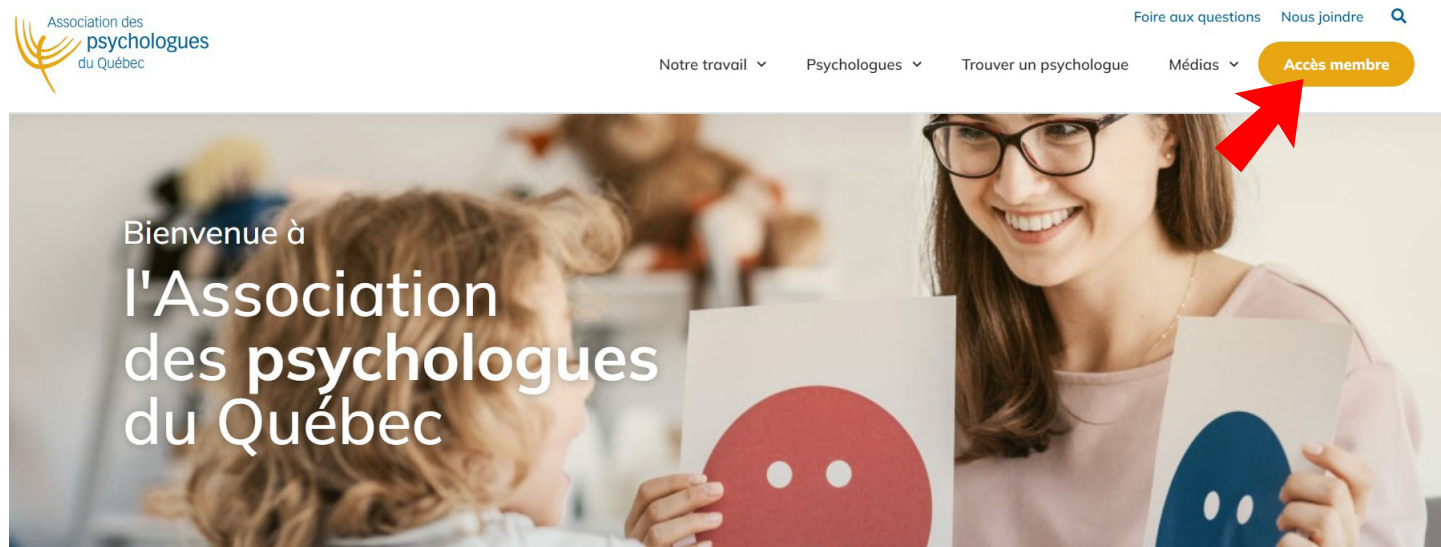 Association des
psychologues
du Québec
Foire aux questions Nous joindre
Notre travail Psychologues Trouver un psychologue Médias Accès membre
Bienvenue à
l'Association
des psychologues
du Québec